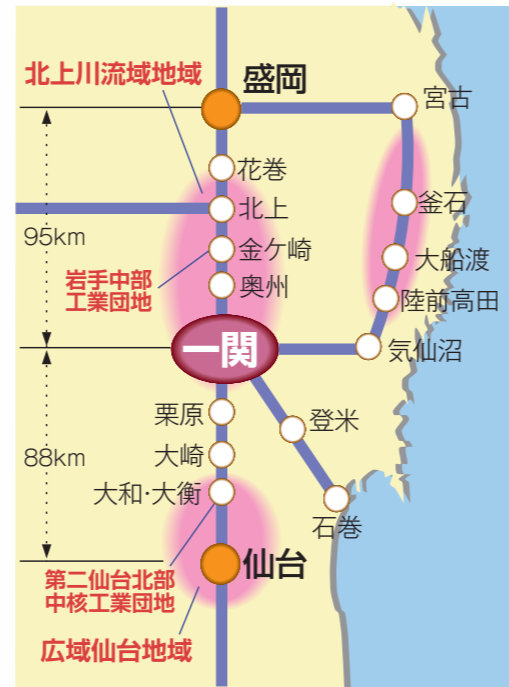 北上川流域地域
盛岡
宮古
花巻
北上
釜石
95km
金ケ崎
大船渡
岩手中部
工業団地
奥州
陸前高田
一関
気仙沼
栗原
登米
大崎
88km
大和・大衡
石巻
仙台
第二仙台北部
中核工業団地
広域仙台地域